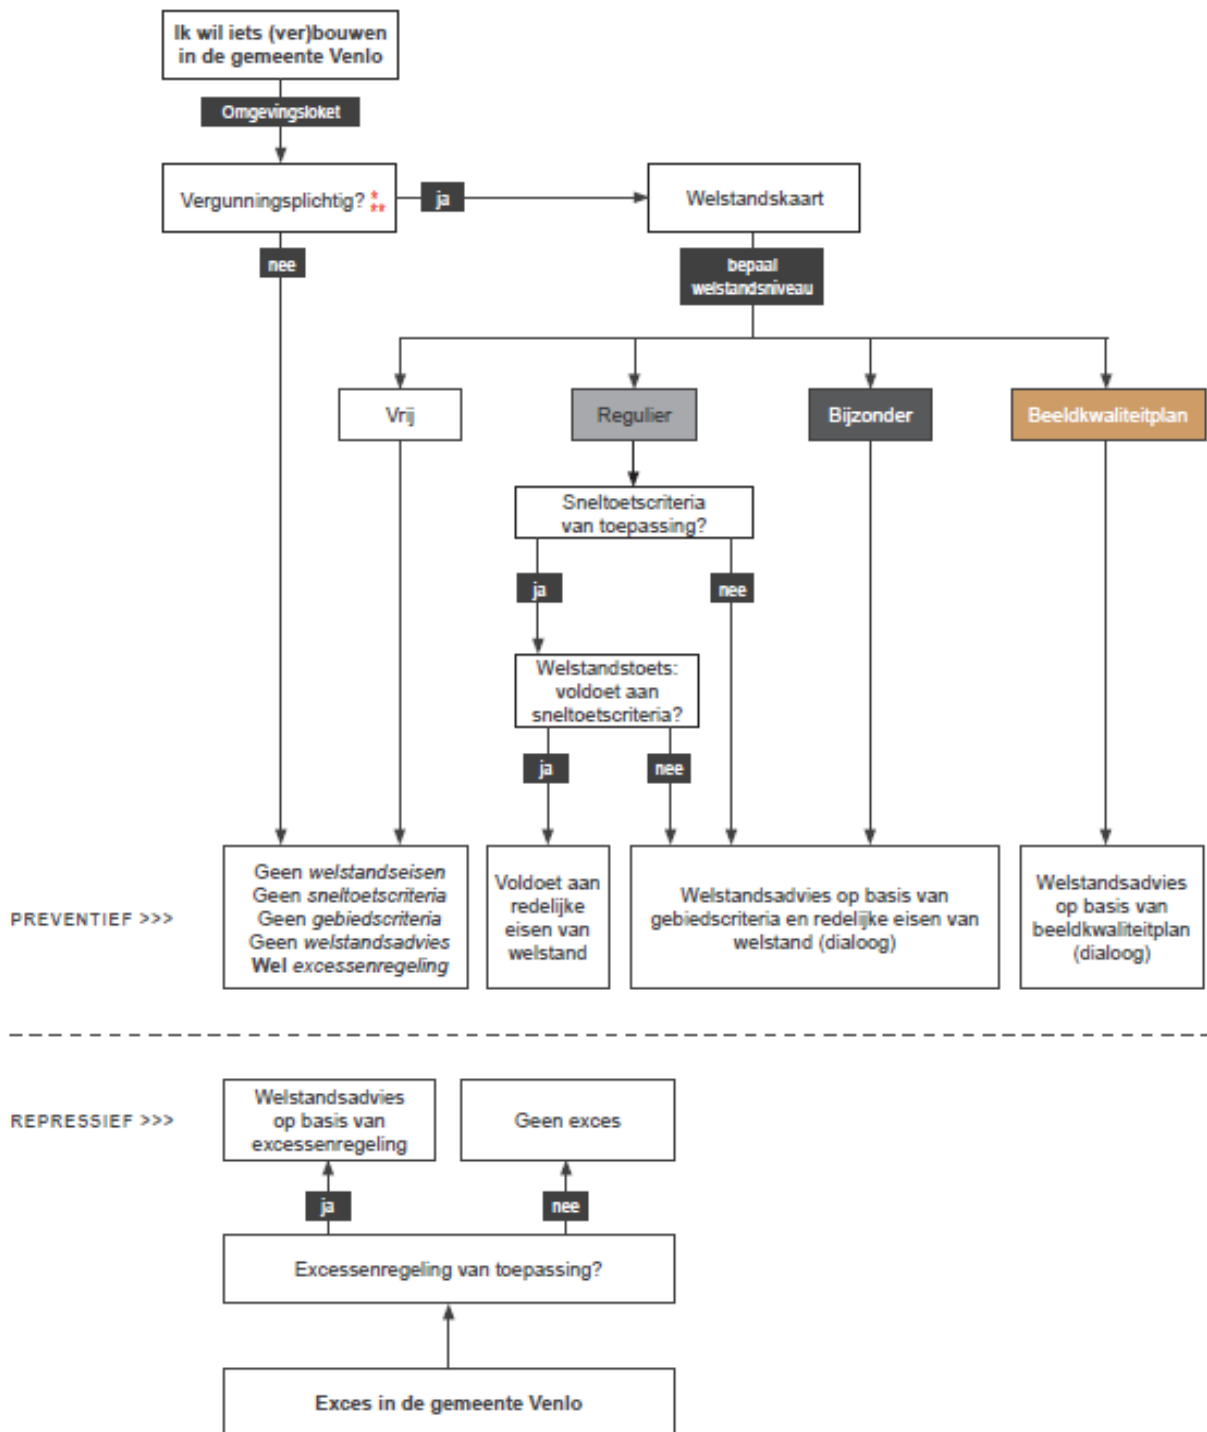 Ik wil iets (ver)bouwen
in de gemeente Venlo
Omgevingsloket
Vergunningsplichtig? *
**
ja
Welstandskaart
nee
bepaal
welstandsniveau
Vrij
Regulier
Bijzonder
Beeldkwaliteitplan
Sneltoetscriteria
van toepassing?
ja
nee
Welstandstoets:
voldoet aan
sneltoetscriteria?
ja
nee
PREVENTIEF >>>
Geen welstandseisen
Geen sneltoetscriteria
Geen gebiedscriteria
Geen welstandsadvies
Wel excessenregeling
Voldoet aan
redelijke
eisen van
welstand
Welstandsadvies op basis van
gebiedscriteria en redelijke eisen van
welstand (dialoog)
Welstandsadvies
op basis van
beeldkwaliteitplan
(dialoog)
REPRESSIEF >>>
Welstandsadvies
op basis van
excessenregeling
Geen exces
ja
nee
Excessenregeling van toepassing?
Exces in de gemeente Venlo